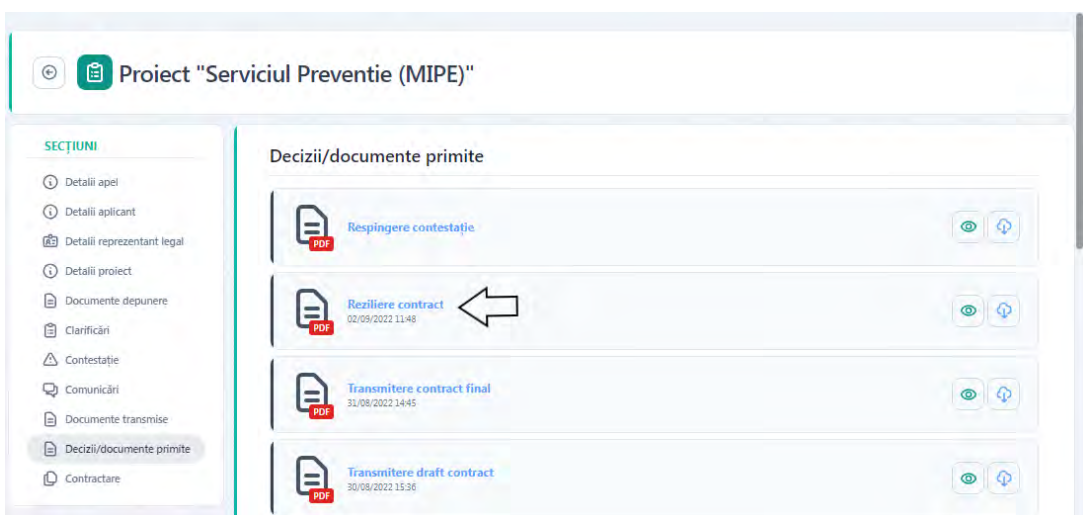 Proiect "Serviciul Preventie (MIPE)"
SECȚIUNI
Detalii apel
Detalii aplicant
Detalii reprezentant legal
Detalii proiect
Documente depunere
Clarificări
Contestație
Comunicări
Documente transmise
Decizii/documente primite
Contractare
Decizii/documente primite
PDF
Respingere contestație
PDF
Reziliere contract
02/09/2022 11:48
PDF
Transmitere contract final
31/08/2022 14:45
PDF
Transmitere draft contract
30/08/2022 15:36